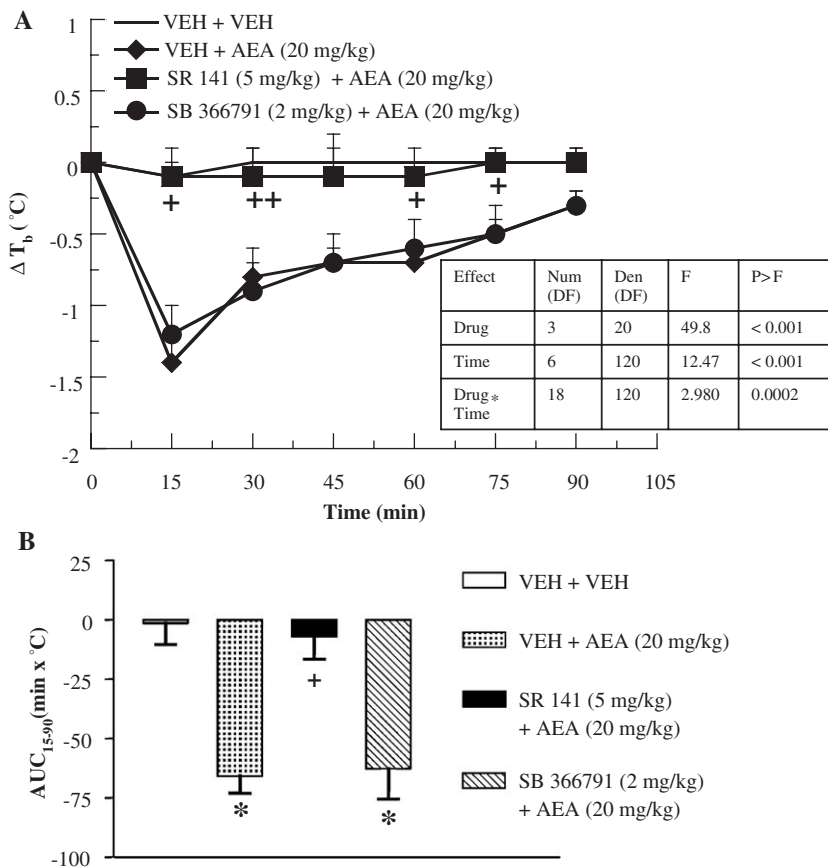 A
VEH + VEH
VEH + AEA (20 mg/kg)
SR 141 (5 mg/kg) + AEA (20 mg/kg)
SB 366791 (2 mg/kg) + AEA (20 mg/kg)
1
0.5
0
-0.5
-1
-1.5
-2
Δ Tb (°C)
+ ++ + +
0 15 30 45 60 75 90 105
Time (min)
Effect Num (DF) Den (DF) F P>F
Drug 3 20 49.8 < 0.001
Time 6 120 12.47 < 0.001
Drug * Time 18 120 2.980 0.0002
B
25
0
-25
-50
-75
-100
AUC15-90(min x °C)
* + *
VEH + VEH
VEH + AEA (20 mg/kg)
SR 141 (5 mg/kg)
+ AEA (20 mg/kg)
SB 366791 (2 mg/kg)
+ AEA (20 mg/kg)